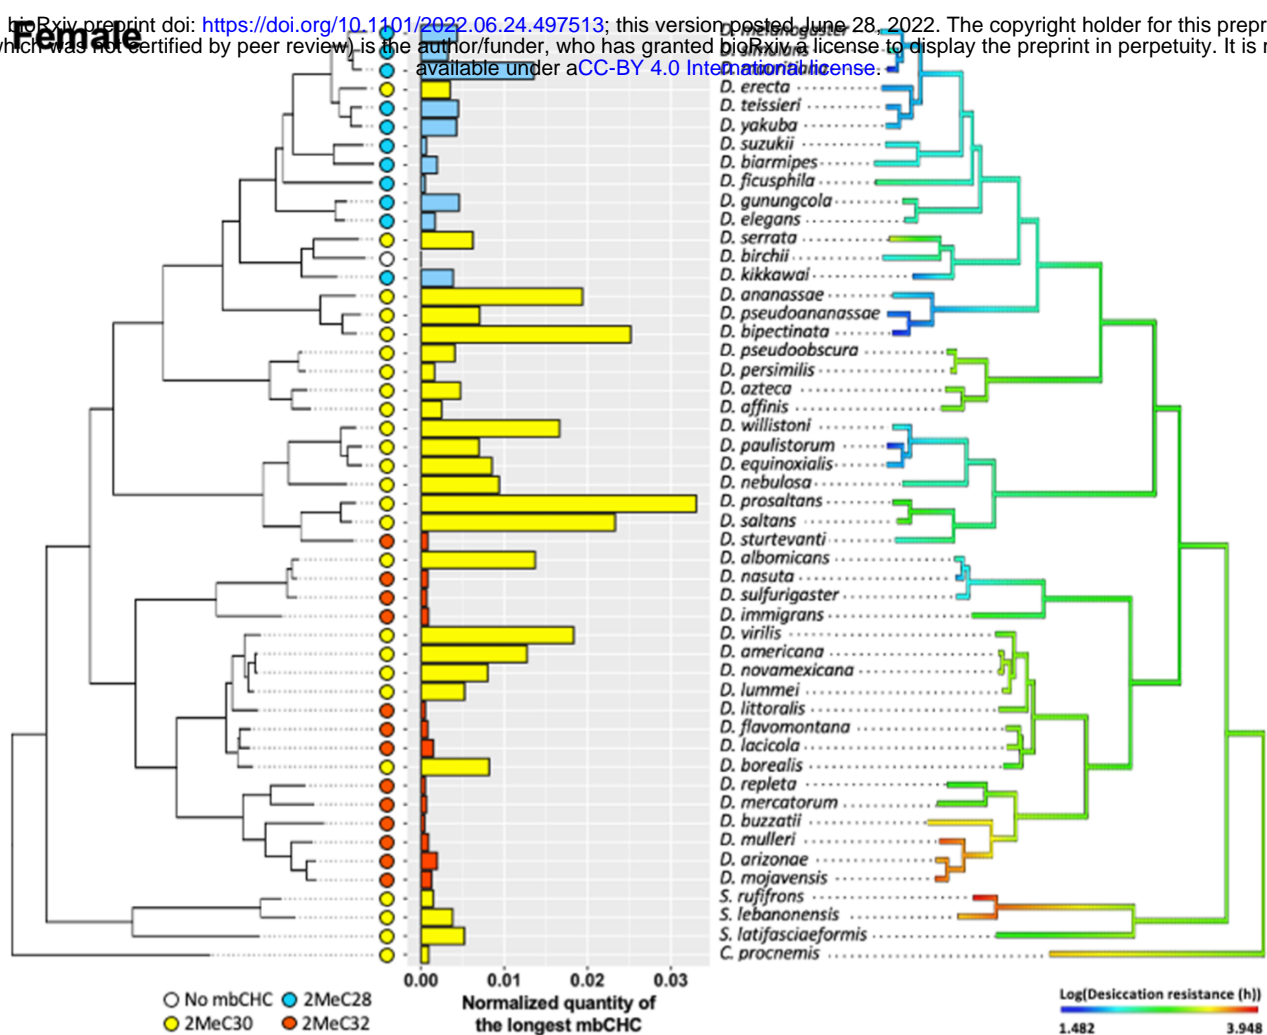 bioRxiv preprint doi: https://doi.org/10.1101/2022.06.24.497513; this version posted June 28, 2022. The copyright holder for this prepr
which was not certified by peer review) is the author/funder, who has granted bioRxiv a license to display the preprint in perpetuity. It is
available under aCC-BY 4.0 International license.
Female
D. melanogaster
D. simulans
D. mauritiana
D. erecta
D. teissieri
D. yakuba
D. suzukii
D. biarmipes
D. ficusphila
D. gunungcola
D. elegans
D. serrata
D. birchii
D. kikkawai
D. ananassae
D. pseudoananassae
D. bipectinata
D. pseudoobscura
D. persimilis
D. azteca
D. affinis
D. willistoni
D. paulistorum
D. equinoxialis
D. nebulosa
D. prosaltans
D. saltans
D. sturtevanti
D. albomicans
D. nasuta
D. sulfurigaster
D. immigrans
D. virilis
D. americana
D. novamexicana
D. lummei
D. littoralis
D. flavomontana
D. lacicola
D. borealis
D. repleta
D. mercatorum
D. buzzatii
D. mulleri
D. arizonae
D. mojavensis
S. rufifrons
S. lebanonensis
S. latifasciaeformis
C. procnemis
0.00 0.01 0.02 0.03
Normalized quantity of
the longest mbCHC
No mbCHC 2MeC28
2MeC30 2MeC32
Log(Desiccation resistance (h))
1.482 3.948